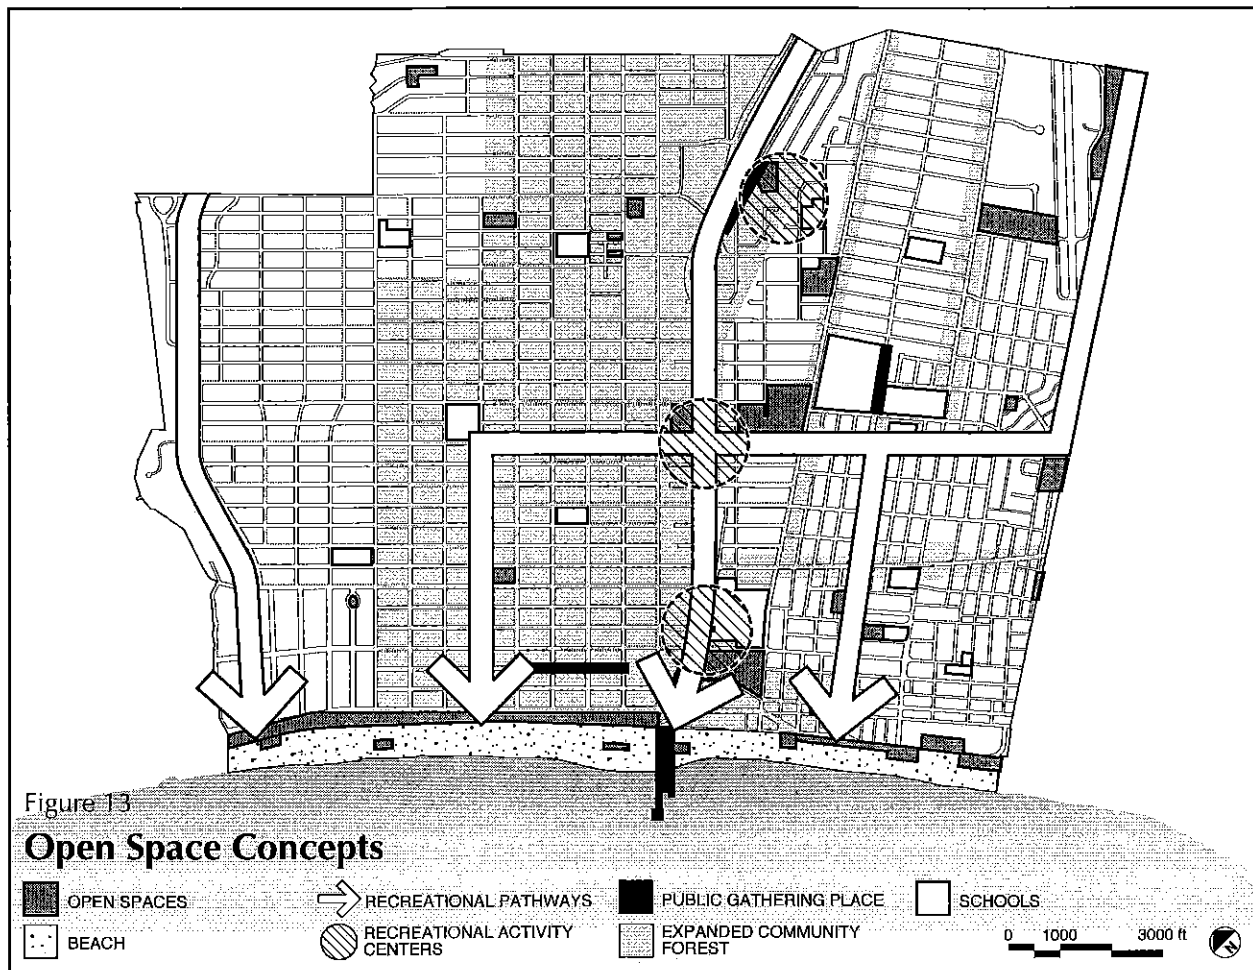 Figure 13
Open Space Concepts
OPEN SPACES
RECREATIONAL PATHWAYS
PUBLIC GATHERING PLACE
SCHOOLS
BEACH
RECREATIONAL ACTIVITY
CENTERS
EXPANDED COMMUNITY
FOREST
0 1000 3000 ft
N